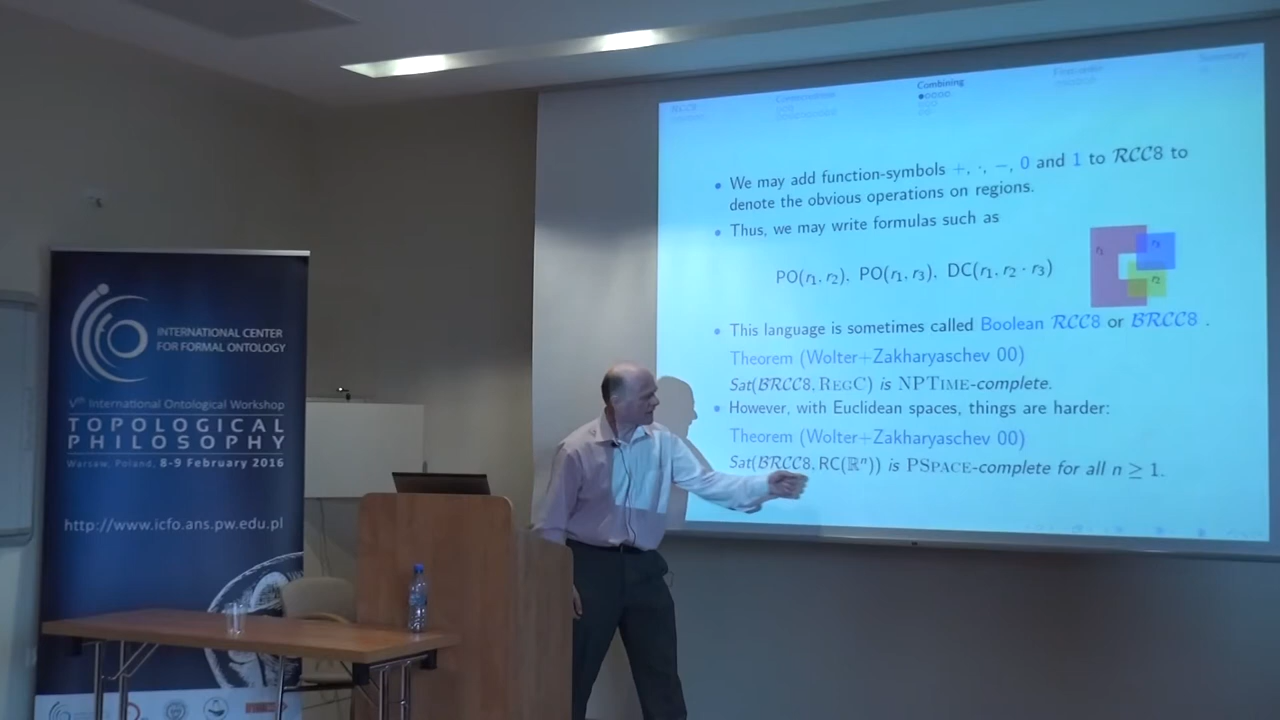 INTERNATIONAL CENTER
FOR FORMAL ONTOLOGY
Vth International Ontological Workshop
TOPOLOGICAL
PHILOSOPHY
Warsaw, Poland, 8-9 February 2016
http://www.icfo.ans.pw.edu.pl
RCC8 Combining Summary
• We may add function-symbols +, ·, −, 0 and 1 to RCC8 to
denote the obvious operations on regions.
• Thus, we may write formulas such as
PO(r₁, r₂), PO(r₁, r₃), DC(r₁, r₂ · r₃)
r₁ r₃
r₂
• This language is sometimes called Boolean RCC8 or BRCC8 .
Theorem (Wolter+Zakharyaschev 00)
Sat(BRCC8, REGC) is NPTIME-complete.
• However, with Euclidean spaces, things are harder:
Theorem (Wolter+Zakharyaschev 00)
Sat(BRCC8, RC(ℝⁿ)) is PSPACE-complete for all n ≥ 1.